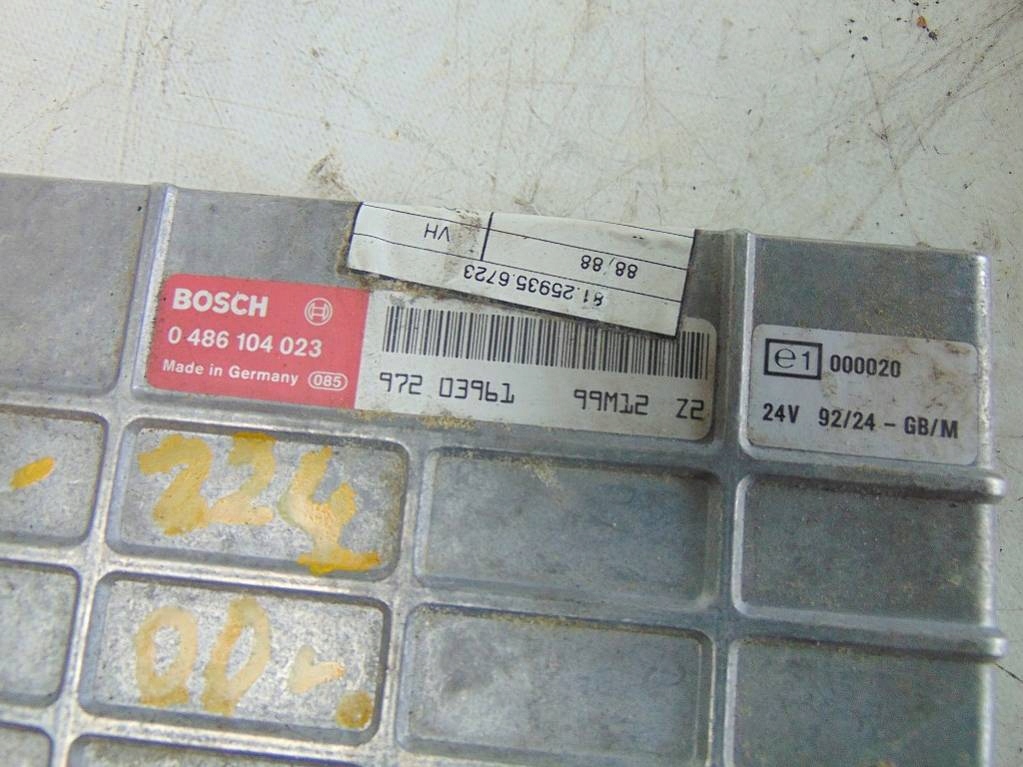 VH
88/88
81.25935.6723
BOSCH
0 486 104 023
Made in Germany 085
972 03961 99M12 Z2
e1 000020
24V 92/24 - GB/M
224
00